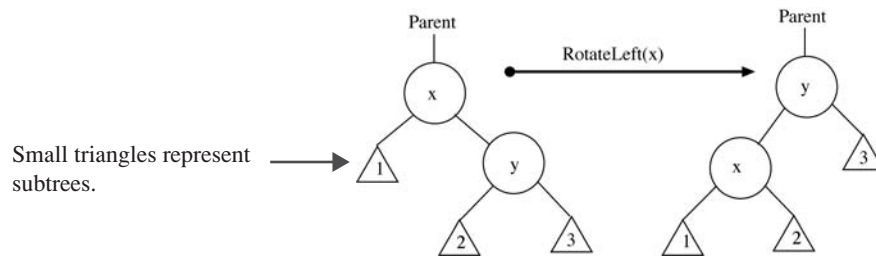 Parent
Parent
RotateLeft(x)
x
y
Small triangles represent
subtrees.
1
y
x
3
2
3
1
2